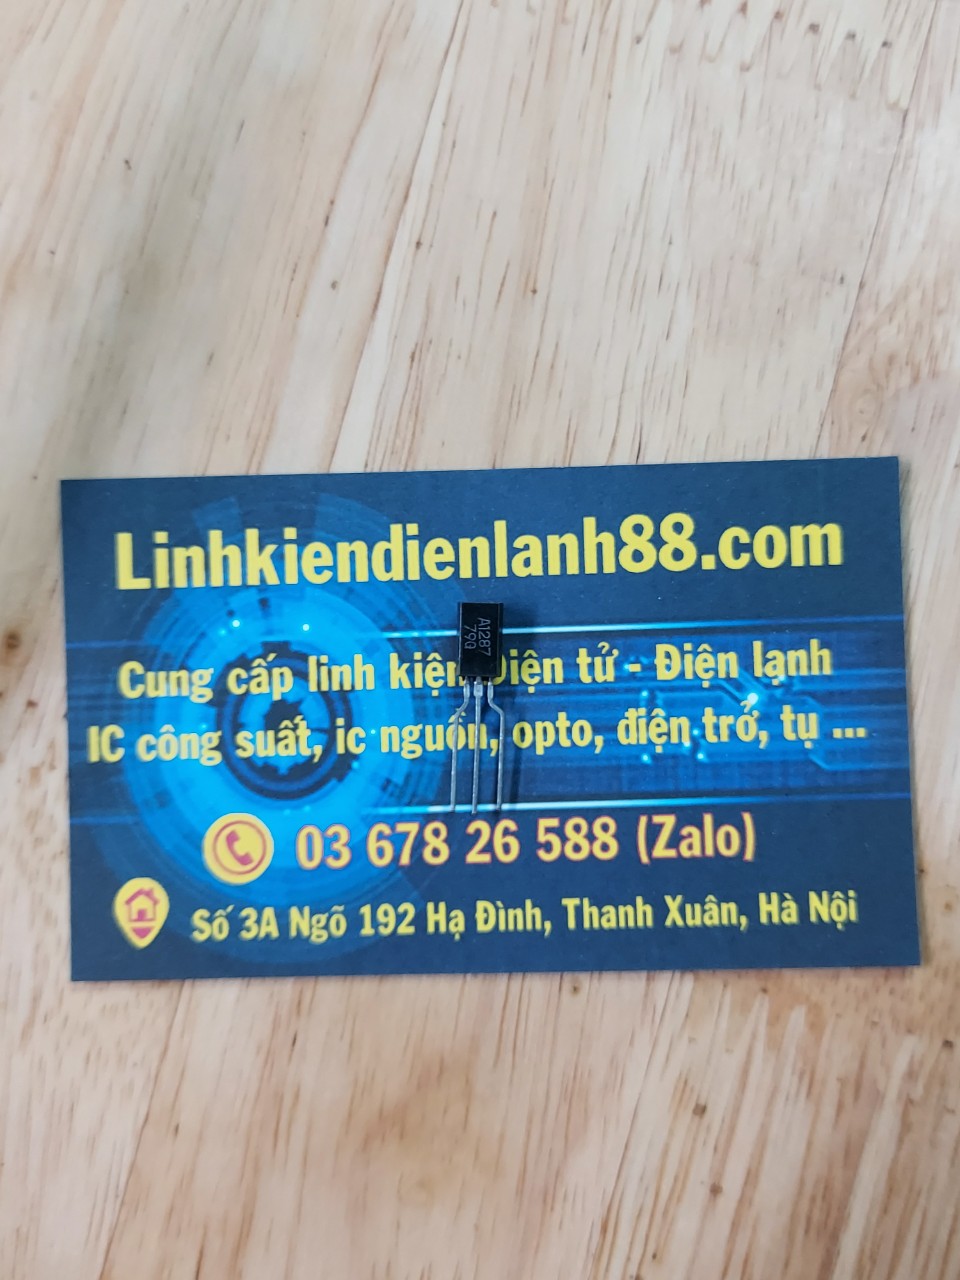 Linhkiendienlanh88.com
Cung cấp linh kiện Điện tử - Điện lạnh
IC công suất, ic nguồn, opto, điện trở, tụ ...
03 678 26 588 (Zalo)
Số 3A Ngõ 192 Hạ Đình, Thanh Xuân, Hà Nội
A1287
79Q